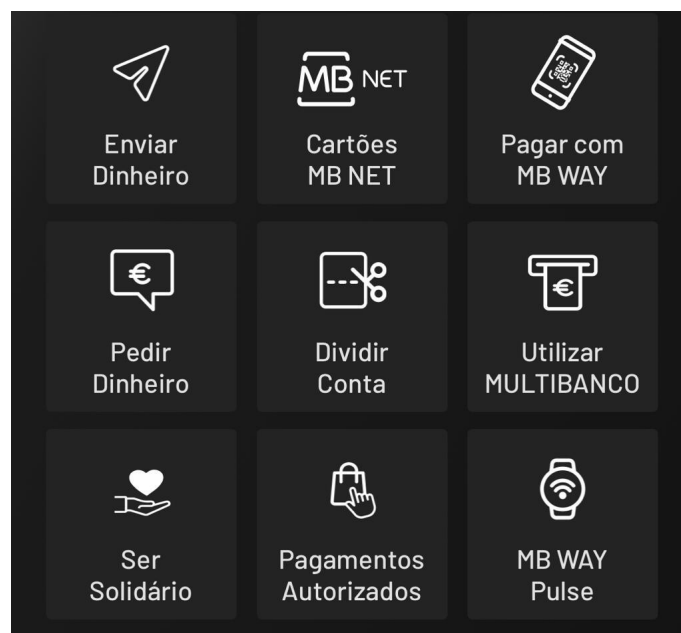 MB NET
Enviar
Dinheiro
Cartões
MB NET
Pagar com
MB WAY
€
€
Pedir
Dinheiro
Dividir
Conta
Utilizar
MULTIBANCO
Ser
Solidário
Pagamentos
Autorizados
MB WAY
Pulse